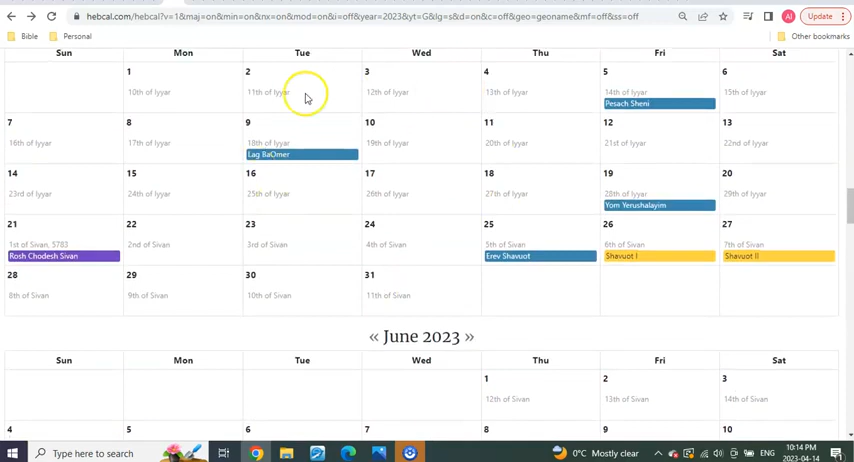 hebcal.com/hebcal?v=1&maj=on&min=on&nx=on&mod=on&i=off&year=2023&yt=G&lg=s&d=on&c=off&geo=geoname&mf=off&ss=off
AI
Update
Bible
Personal
Other bookmarks
Sun Mon Tue Wed Thu Fri Sat
1 2 3 4 5 6
10th of Iyyar 11th of Iyyar 12th of Iyyar 13th of Iyyar 14th of Iyyar 15th of Iyyar
Pesach Sheni
7 8 9 10 11 12 13
16th of Iyyar 17th of Iyyar 18th of Iyyar 19th of Iyyar 20th of Iyyar 21st of Iyyar 22nd of Iyyar
Lag BaOmer
14 15 16 17 18 19 20
23rd of Iyyar 24th of Iyyar 25th of Iyyar 26th of Iyyar 27th of Iyyar 28th of Iyyar 29th of Iyyar
Yom Yerushalayim
21 22 23 24 25 26 27
1st of Sivan, 5783 2nd of Sivan 3rd of Sivan 4th of Sivan 5th of Sivan 6th of Sivan 7th of Sivan
Rosh Chodesh Sivan Erev Shavuot Shavuot I Shavuot II
28 29 30 31
8th of Sivan 9th of Sivan 10th of Sivan 11th of Sivan
« June 2023 »
Sun Mon Tue Wed Thu Fri Sat
1 2 3
12th of Sivan 13th of Sivan 14th of Sivan
4 5 6 7 8 9 10
Type here to search
0°C Mostly clear
ENG
10:14 PM
2023-04-14